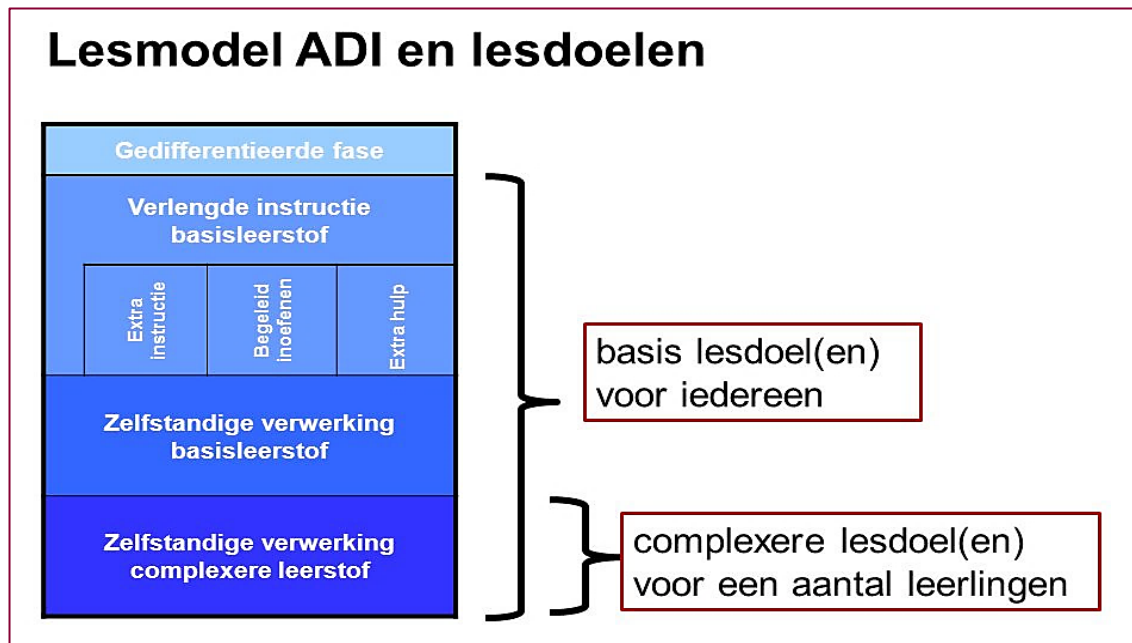 Lesmodel ADI en lesdoelen
Gedifferentieerde fase
Verlengde instructie
basisleerstof
Extra
instructie
Begeleid
inoefenen
Extra hulp
Zelfstandige verwerking
basisleerstof
Zelfstandige verwerking
complexere leerstof
basis lesdoel(en)
voor iedereen
complexere lesdoel(en)
voor een aantal leerlingen